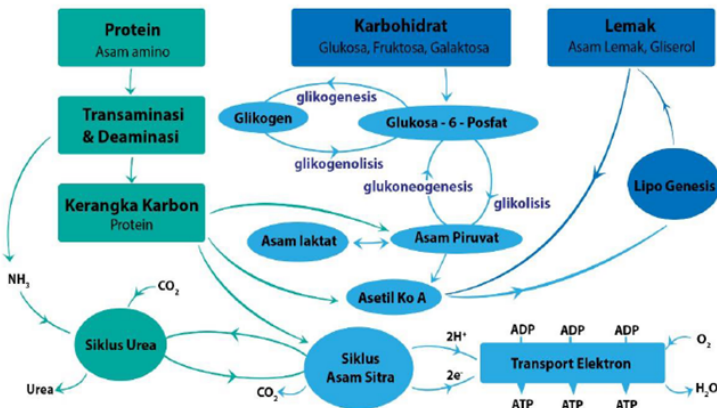 Protein
Asam amino
Karbohidrat
Glukosa, Fruktosa, Galaktosa
Lemak
Asam Lemak, Gliserol
Transaminasi
& Deaminasi
glikogenesis
Glikogen
Glukosa - 6 - Posfat
glikogenolisis
glukoneogenesis
glikolisis
Lipo Genesis
Kerangka Karbon
Protein
Asam laktat
Asam Piruvat
NH₃
CO₂
Asetil Ko A
Siklus Urea
Urea
CO₂
Siklus
Asam Sitra
2H⁺
2e⁻
ADP ADP ADP
Transport Elektron
ATP ATP ATP
O₂
H₂O